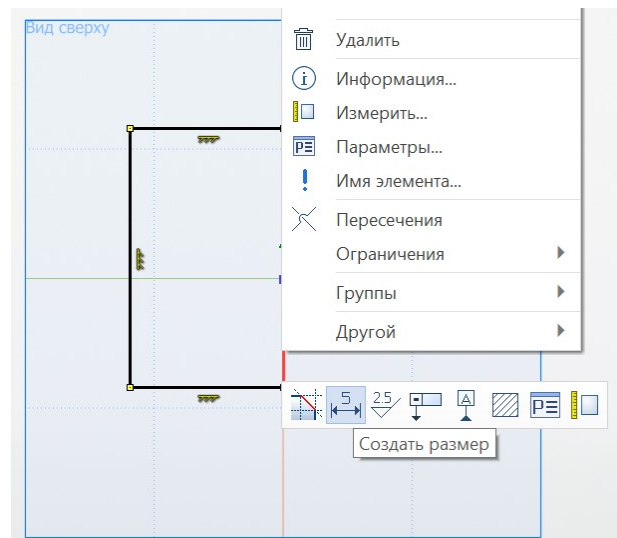 Вид сверху
Удалить
Информация...
Измерить...
Параметры...
Имя элемента...
Пересечения
Ограничения
Группы
Другой
5 2.5 A P
Создать размер